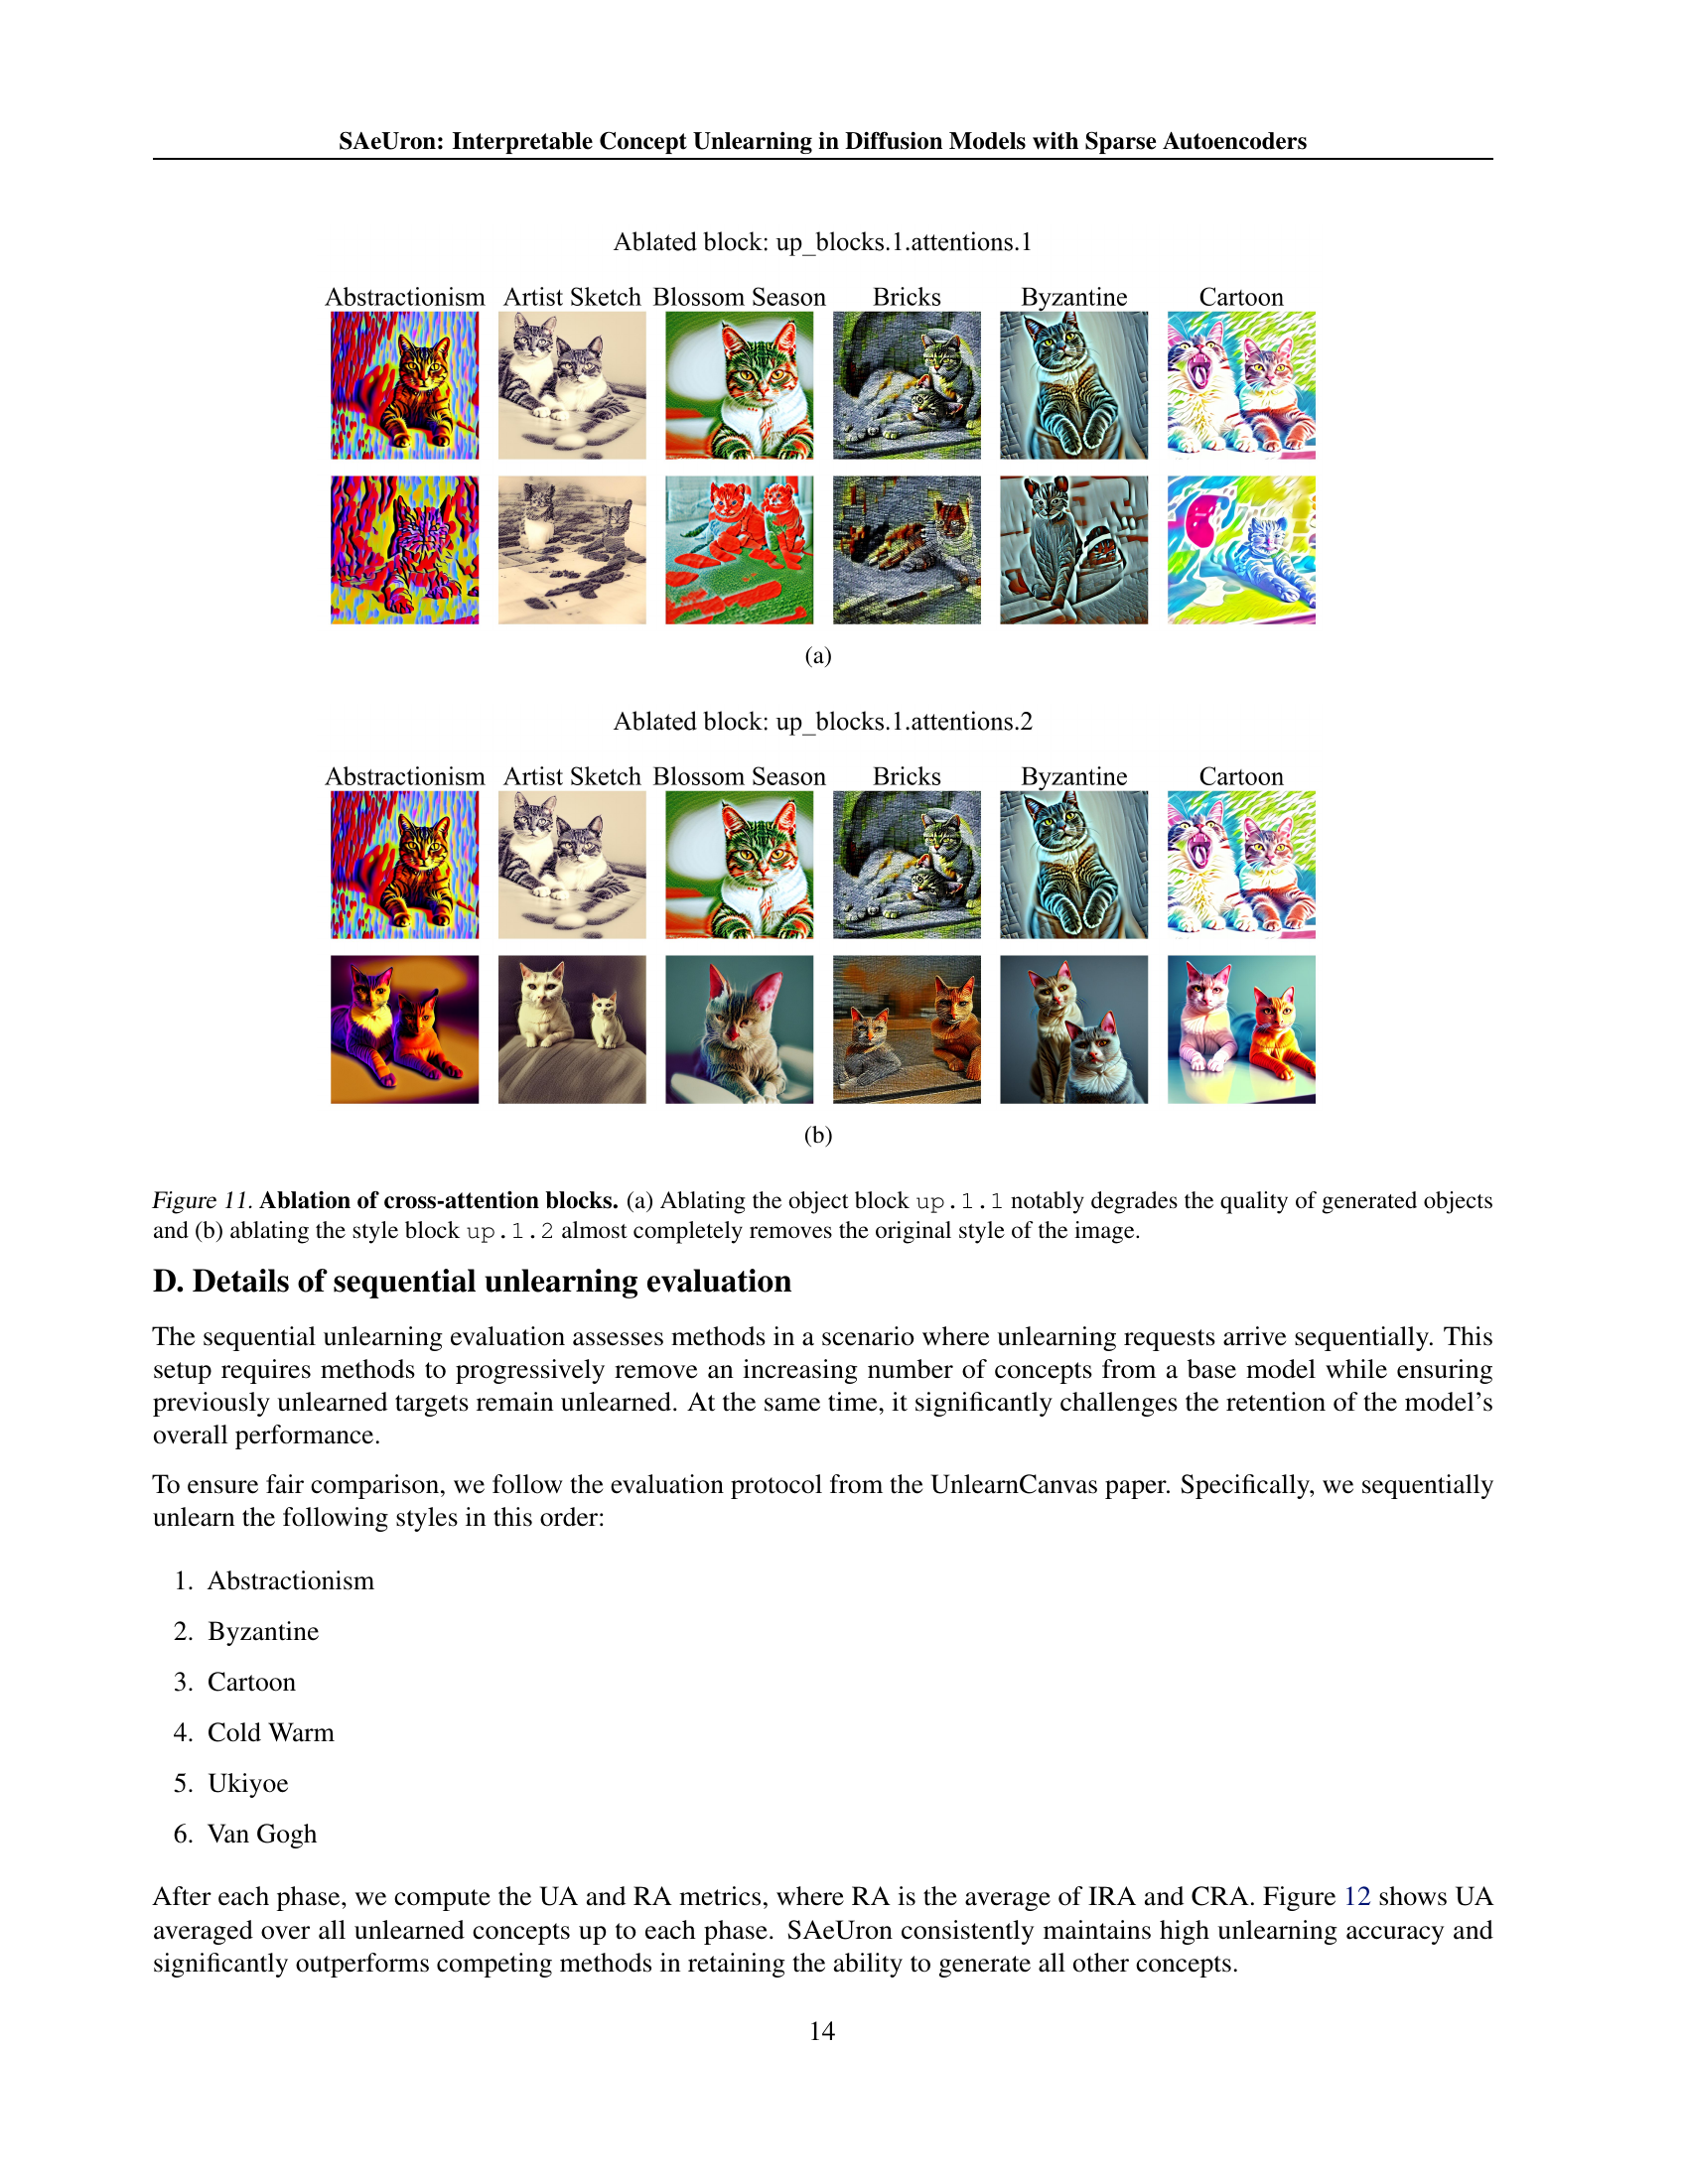 SAeUron: Interpretable Concept Unlearning in Diffusion Models with Sparse Autoencoders
Ablated block: up_blocks.1.attentions.1
Abstractionism Artist Sketch Blossom Season Bricks Byzantine Cartoon
(a)
Ablated block: up_blocks.1.attentions.2
Abstractionism Artist Sketch Blossom Season Bricks Byzantine Cartoon
(b)
Figure 11. Ablation of cross-attention blocks. (a) Ablating the object block up.1.1 notably degrades the quality of generated objects
and (b) ablating the style block up.1.2 almost completely removes the original style of the image.
D. Details of sequential unlearning evaluation
The sequential unlearning evaluation assesses methods in a scenario where unlearning requests arrive sequentially. This
setup requires methods to progressively remove an increasing number of concepts from a base model while ensuring
previously unlearned targets remain unlearned. At the same time, it significantly challenges the retention of the model's
overall performance.
To ensure fair comparison, we follow the evaluation protocol from the UnlearnCanvas paper. Specifically, we sequentially
unlearn the following styles in this order:
1. Abstractionism
2. Byzantine
3. Cartoon
4. Cold Warm
5. Ukiyoe
6. Van Gogh
After each phase, we compute the UA and RA metrics, where RA is the average of IRA and CRA. Figure 12 shows UA
averaged over all unlearned concepts up to each phase. SAeUron consistently maintains high unlearning accuracy and
significantly outperforms competing methods in retaining the ability to generate all other concepts.
14